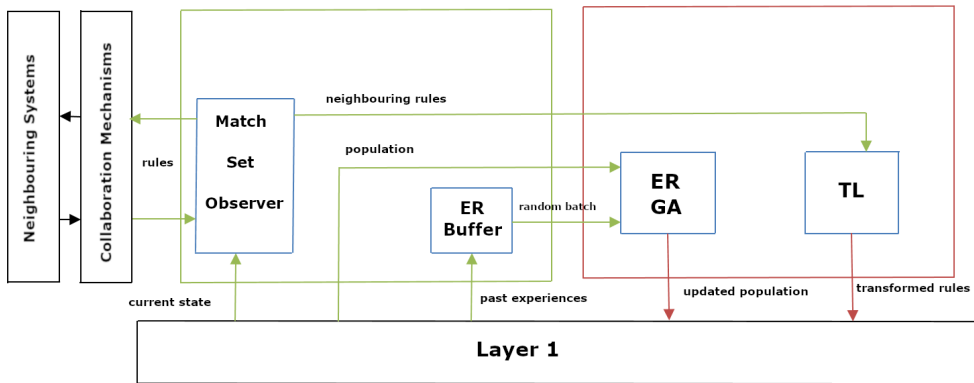 Neighbouring Systems
Collaboration Mechanisms
rules
Match
Set
Observer
neighbouring rules
population
ER
Buffer
random batch
ER
GA
TL
current state
past experiences
updated population
transformed rules
Layer 1